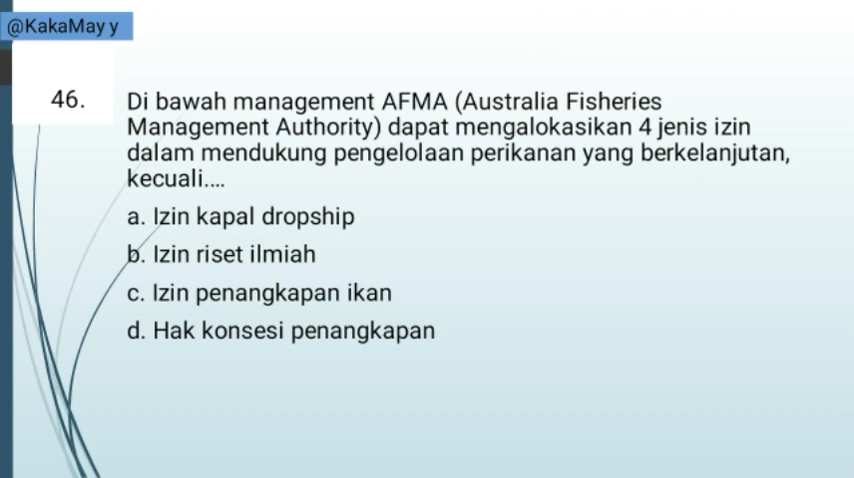 @KakaMay y
46.
Di bawah management AFMA (Australia Fisheries
Management Authority) dapat mengalokasikan 4 jenis izin
dalam mendukung pengelolaan perikanan yang berkelanjutan,
kecuali....
a. Izin kapal dropship
b. Izin riset ilmiah
c. Izin penangkapan ikan
d. Hak konsesi penangkapan